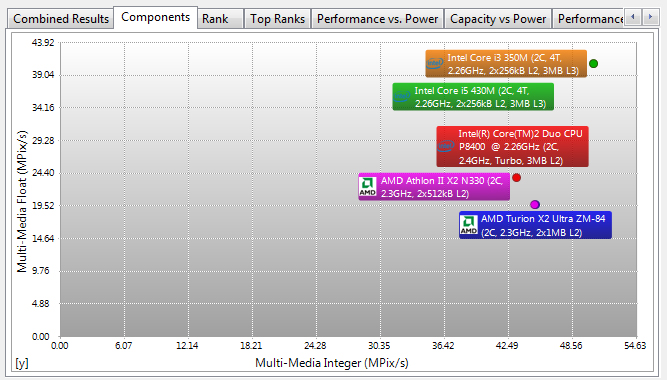 Combined Results Components Rank Top Ranks Performance vs. Power Capacity vs Power Performance
43.92
39.04
34.16
29.28
24.40
19.52
14.64
9.76
4.88
0.00
Multi-Media Float (MPix/s)
Intel Core i3 350M (2C, 4T,
2.26GHz, 2x256kB L2, 3MB L3)
Intel Core i5 430M (2C, 4T,
2.26GHz, 2x256kB L2, 3MB L3)
Intel(R) Core(TM)2 Duo CPU
P8400 @ 2.26GHz (2C,
2.4GHz, Turbo, 3MB L2)
AMD
AMD Athlon II X2 N330 (2C,
2.3GHz, 2x512kB L2)
AMD
AMD Turion X2 Ultra ZM-84
(2C, 2.3GHz, 2x1MB L2)
0.00 6.07 12.14 18.21 24.28 30.35 36.42 42.49 48.56 54.63
[y]
Multi-Media Integer (MPix/s)